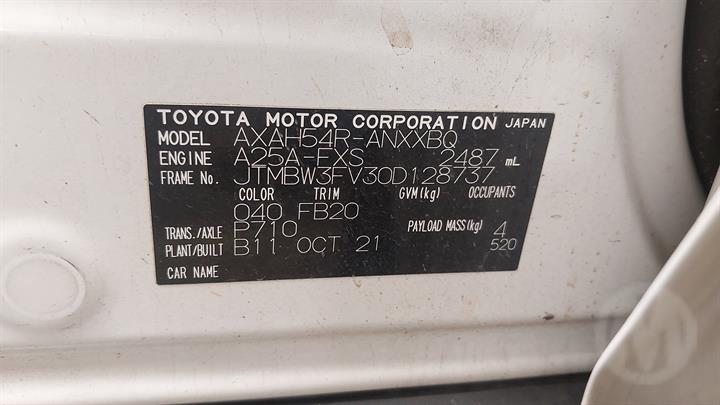 TOYOTA MOTOR CORPORATION JAPAN
MODEL AXAH54R-ANXXBQ
ENGINE A25A-FXS 2487 mL
FRAME No. JTMBW3FV30D128737
COLOR TRIM GVM(kg) OCCUPANTS
040 FB20
TRANS./AXLE P710 PAYLOAD MASS(kg) 4
PLANT/BUILT B11 OCT 21 520
CAR NAME
M